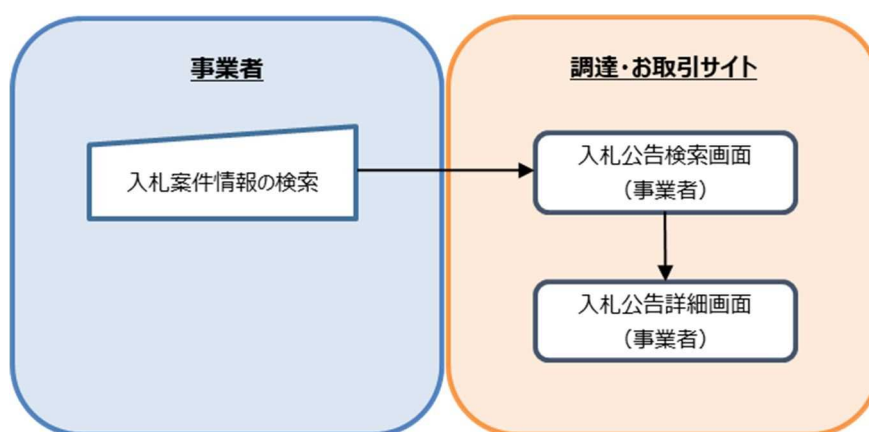 事業者
調達・お取引サイト
入札案件情報の検索
入札公告検索画面
（事業者）
入札公告詳細画面
（事業者）